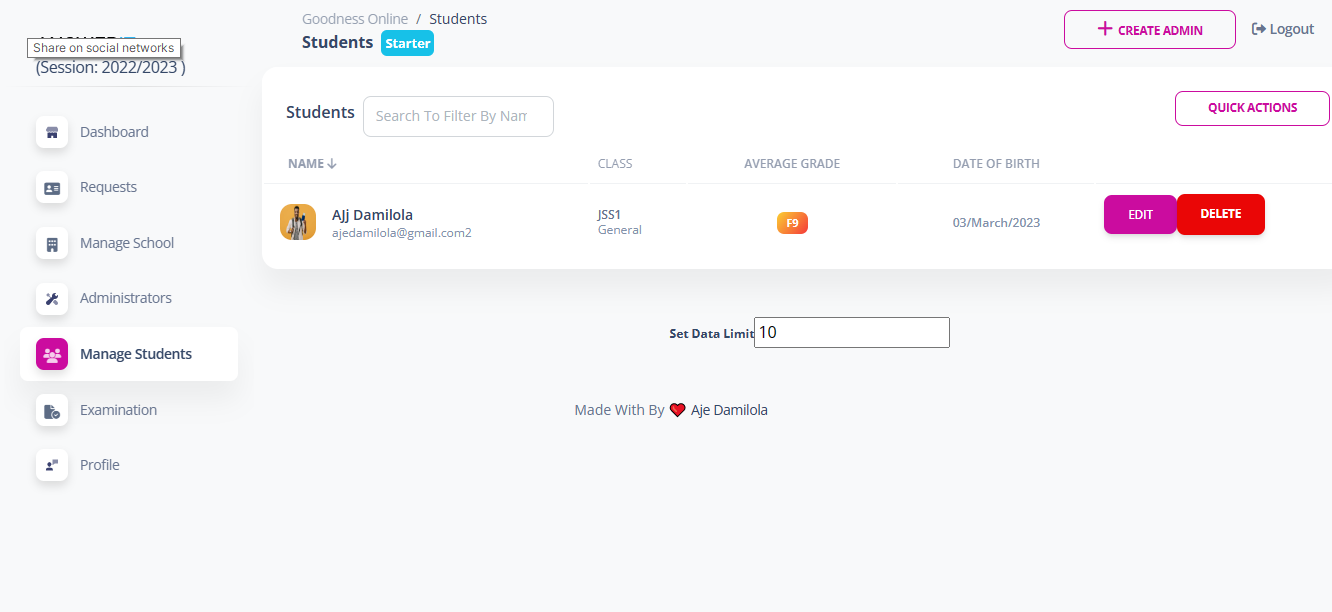 Share on social networks
(Session: 2022/2023 )
Dashboard
Requests
Manage School
Administrators
Manage Students
Examination
Profile
Goodness Online / Students
Students Starter
CREATE ADMIN
Logout
Students
Search To Filter By Nam
QUICK ACTIONS
NAME CLASS AVERAGE GRADE DATE OF BIRTH
AJj Damilola
ajedamilola@gmail.com2
JSS1
General
F9
03/March/2023
EDIT
DELETE
Set Data Limit 10
Made With By Aje Damilola